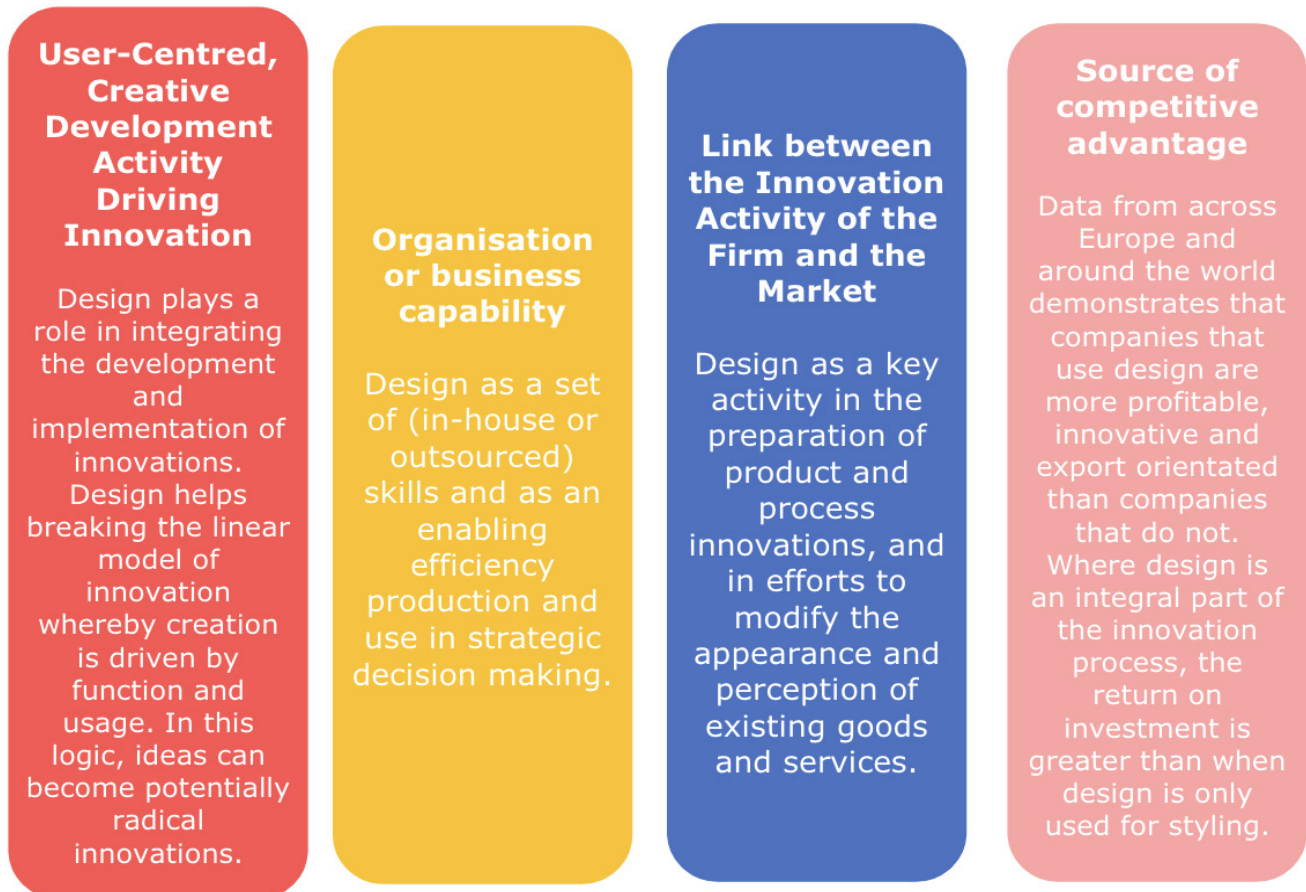 User-Centred,
Creative
Development
Activity
Driving
Innovation
Design plays a
role in integrating
the development
and
implementation of
innovations.
Design helps
breaking the linear
model of
innovation
whereby creation
is driven by
function and
usage. In this
logic, ideas can
become potentially
radical
innovations.
Organisation
or business
capability
Design as a set
of (in-house or
outsourced)
skills and as an
enabling
efficiency
production and
use in strategic
decision making.
Link between
the Innovation
Activity of the
Firm and the
Market
Design as a key
activity in the
preparation of
product and
process
innovations, and
in efforts to
modify the
appearance and
perception of
existing goods
and services.
Source of
competitive
advantage
Data from across
Europe and
around the world
demonstrates that
companies that
use design are
more profitable,
innovative and
export orientated
than companies
that do not.
Where design is
an integral part of
the innovation
process, the
return on
investment is
greater than when
design is only
used for styling.